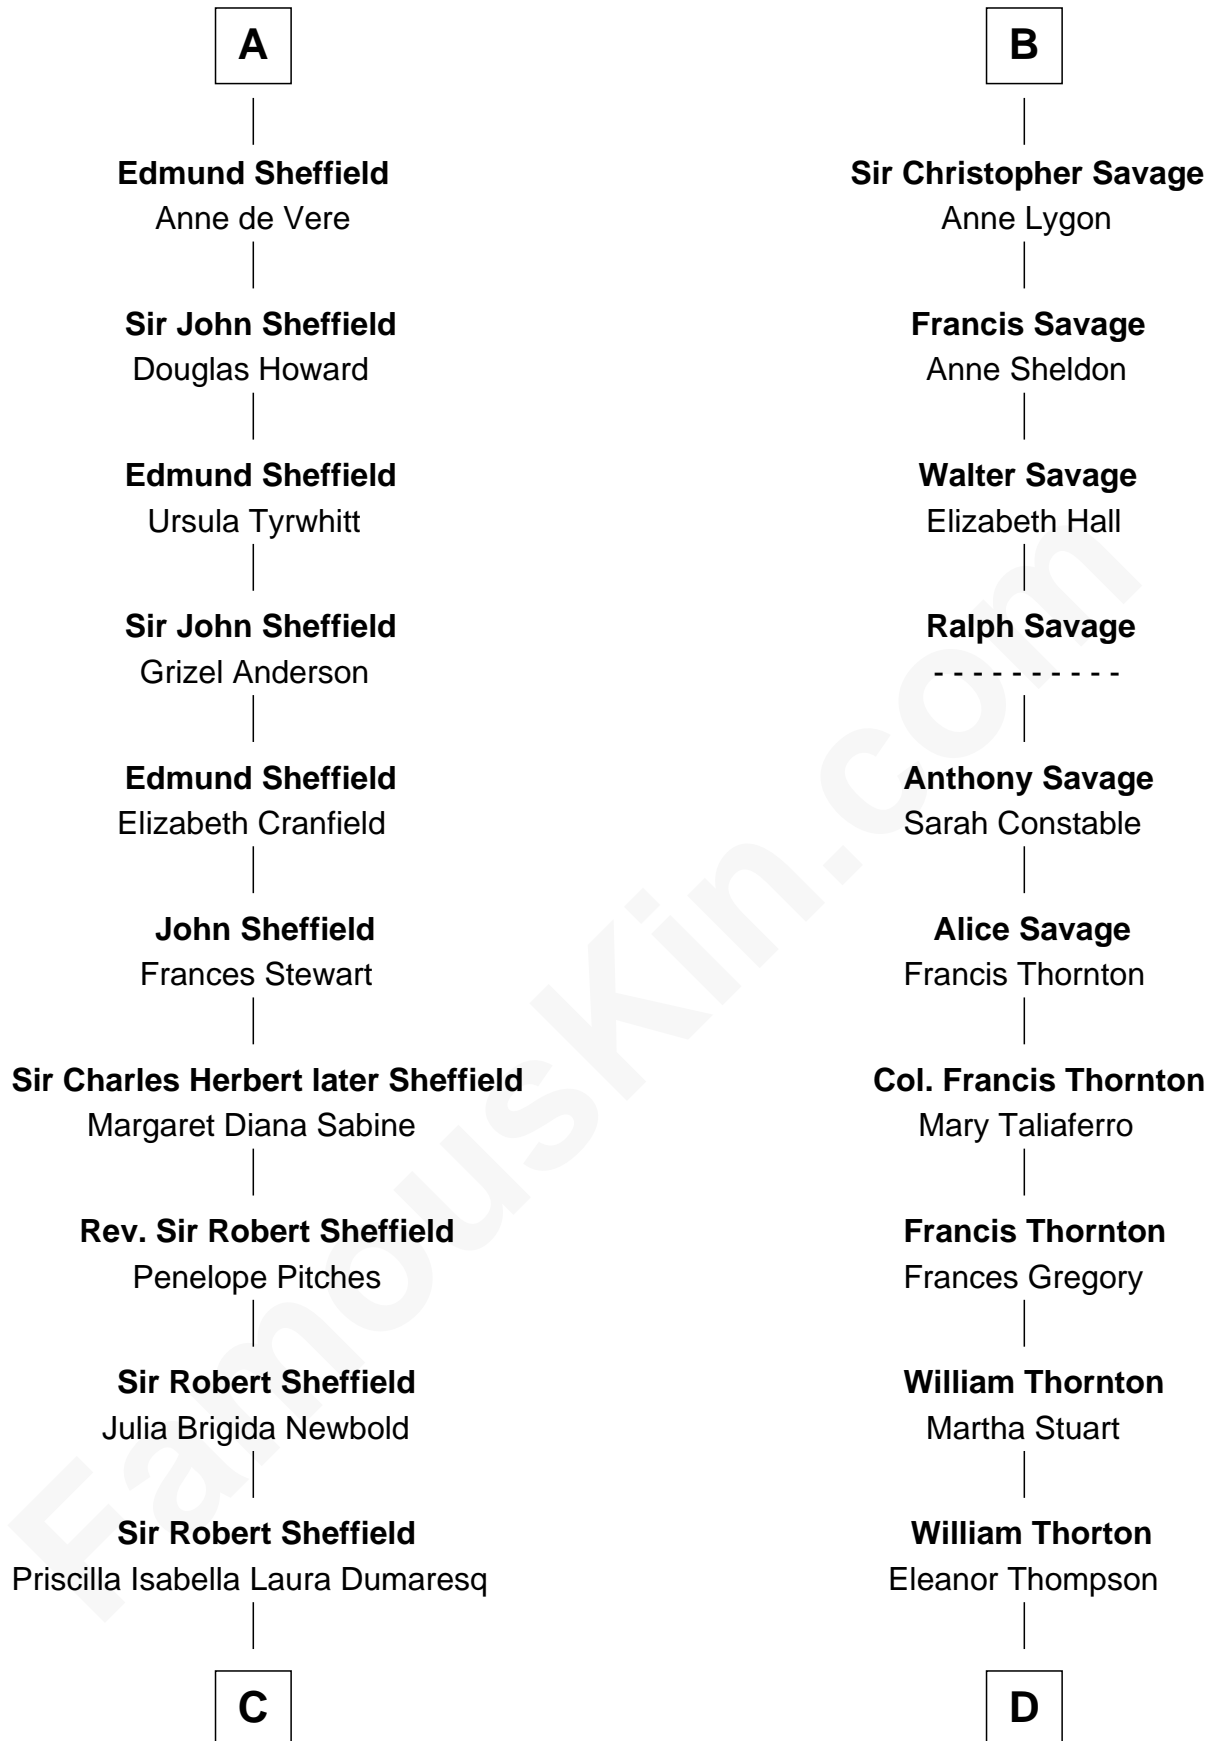 A
Edmund Sheffield
Anne de Vere
Sir John Sheffield
Douglas Howard
Edmund Sheffield
Ursula Tyrwhitt
Sir John Sheffield
Grizel Anderson
Edmund Sheffield
Elizabeth Cranfield
John Sheffield
Frances Stewart
Sir Charles Herbert later Sheffield
Margaret Diana Sabine
Rev. Sir Robert Sheffield
Penelope Pitches
Sir Robert Sheffield
Julia Brigida Newbold
Sir Robert Sheffield
Priscilla Isabella Laura Dumaresq
C
B
Sir Christopher Savage
Anne Lygon
Francis Savage
Anne Sheldon
Walter Savage
Elizabeth Hall
Ralph Savage
- - - - - - - - - -
Anthony Savage
Sarah Constable
Alice Savage
Francis Thornton
Col. Francis Thornton
Mary Taliaferro
Francis Thornton
Frances Gregory
William Thornton
Martha Stuart
William Thorton
Eleanor Thompson
D
FamousKin.com